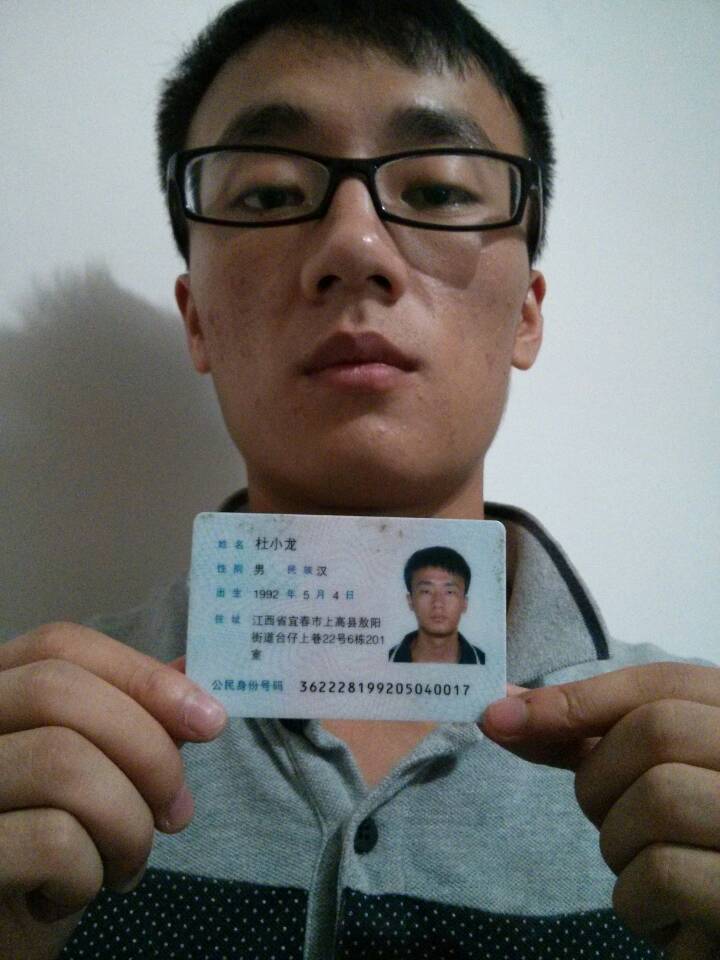 姓名 杜小龙
性别 男 民族 汉
出生 1992 年 5 月 4 日
住址 江西省宜春市上高县敖阳
街道台仔上巷22号6栋201
室
公民身份号码 362228199205040017